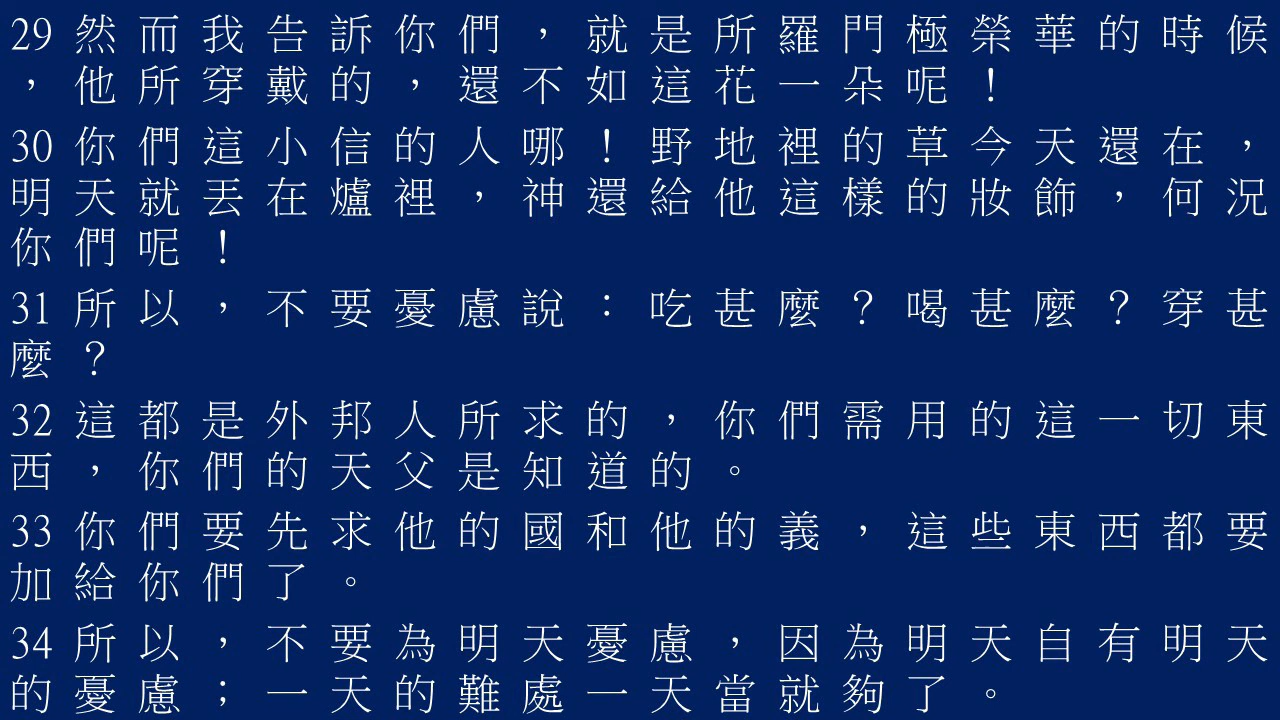 29 然而我告訴你們，就是所羅門極榮華的時候
，他所穿戴的，還不如這花一朵呢！
30 你們這小信的人哪！野地裡的草今天還在，
明天就丟在爐裡，神還給他這樣的妝飾，何況
你們呢！
31 所以，不要憂慮說：吃甚麼？喝甚麼？穿甚
麼？
32 這都是外邦人所求的，你們需用的這一切東
西，你們的天父是知道的。
33 你們要先求他的國和他的義，這些東西都要
加給你們了。
34 所以，不要為明天憂慮，因為明天自有明天
的憂慮；一天的難處一天當就夠了。